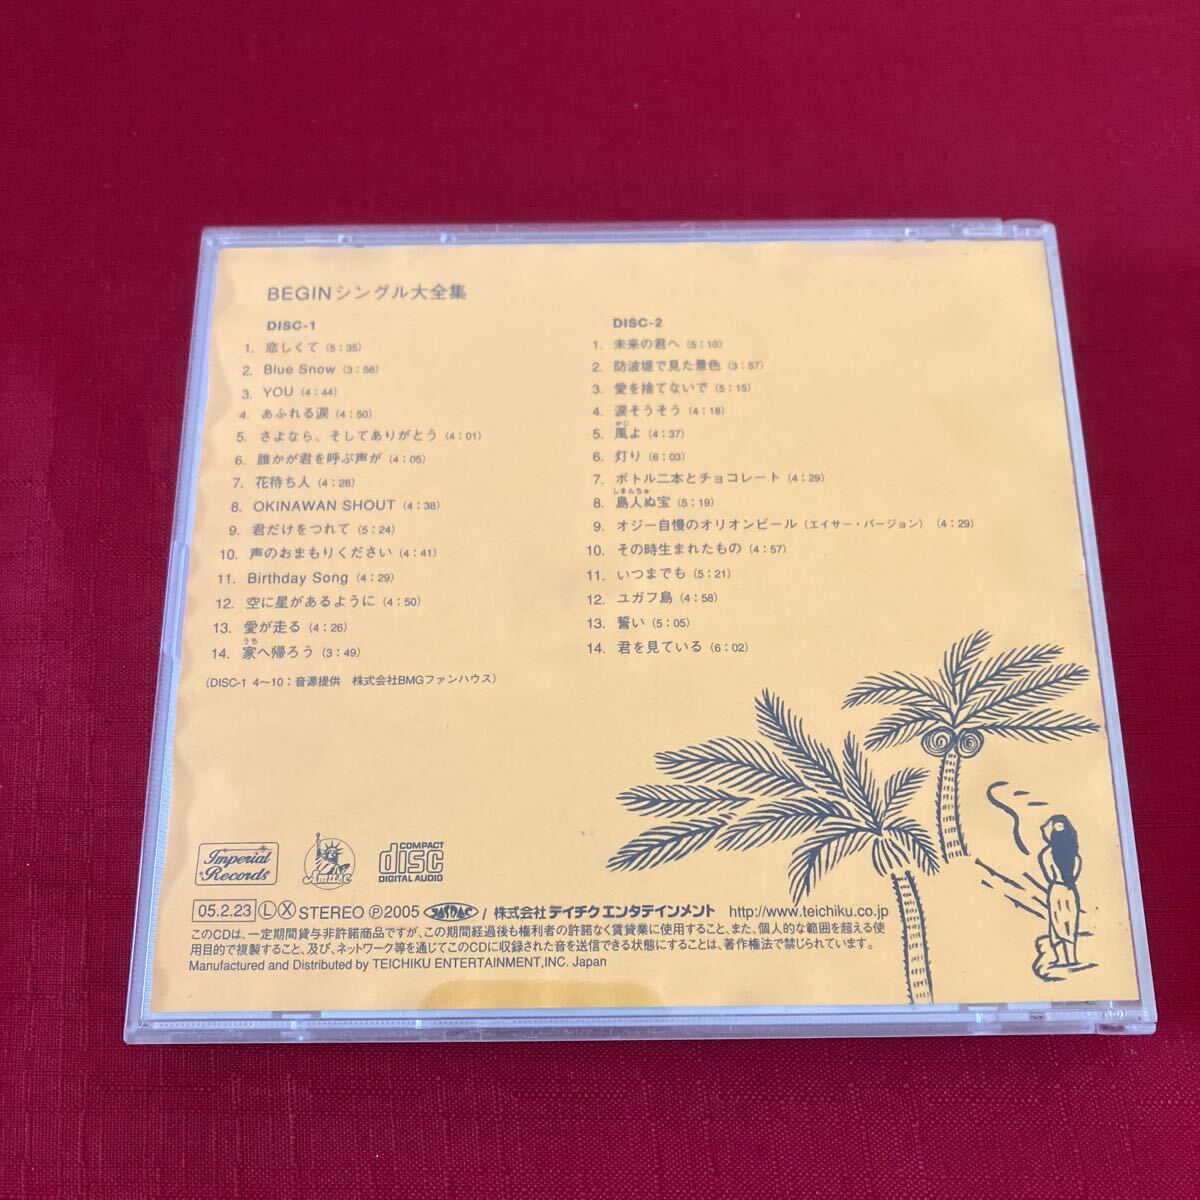 BEGINシングル大全集
DISC-1
1. 恋しくて (5:35)
2. Blue Snow (3:58)
3. YOU (4:44)
4. あふれる涙 (4:50)
5. さよなら、そしてありがとう (4:01)
6. 誰かが君を呼ぶ声が (4:05)
7. 花待ち人 (4:28)
8. OKINAWAN SHOUT (4:38)
9. 君だけをつれて (5:24)
10. 声のおまもりください (4:41)
11. Birthday Song (4:29)
12. 空に星があるように (4:50)
13. 愛が走る (4:26)
うち
14. 家へ帰ろう (3:49)
(DISC-1 4〜10：音源提供 株式会社BMGファンハウス)
DISC-2
1. 未来の君へ (5:10)
2. 防波堤で見た景色 (3:57)
3. 愛を捨てないで (5:15)
4. 涙そうそう (4:18)
かじ
5. 風よ (4:37)
6. 灯り (6:03)
7. ボトル二本とチョコレート (4:29)
しまんちゅ
8. 島人ぬ宝 (5:19)
9. オジー自慢のオリオンビール (エイサー・バージョン) (4:29)
10. その時生まれたもの (4:57)
11. いつまでも (5:21)
12. ユガフ島 (4:58)
13. 誓い (5:05)
14. 君を見ている (6:02)
Imperial Records
Amuse
COMPACT disc DIGITAL AUDIO
05.2.23 Ⓛ Ⓧ STEREO ℗2005 JASRAC / 株式会社 テイチクエンタテインメント http://www.teichiku.co.jp
このCDは、一定期間貸与非許諾商品ですが、この期間経過後も権利者の許諾なく賃貸業に使用すること、また、個人的な範囲を超える使
用目的で複製すること、及び、ネットワーク等を通じてこのCDに収録された音を送信できる状態にすることは、著作権法で禁じられています。
Manufactured and Distributed by TEICHIKU ENTERTAINMENT,INC. Japan